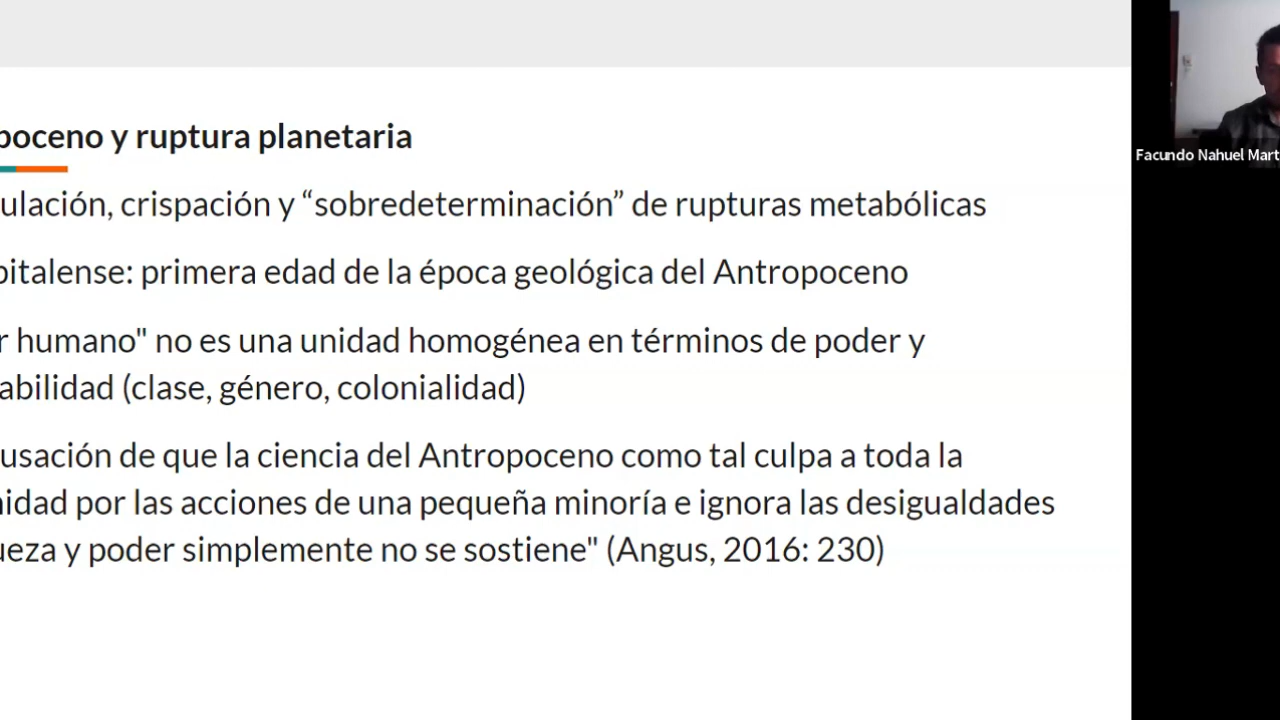 poceno y ruptura planetaria
ulación, crispación y “sobredeterminación” de rupturas metabólicas
pitalense: primera edad de la época geológica del Antropoceno
r humano" no es una unidad homogénea en términos de poder y
abilidad (clase, género, colonialidad)
usación de que la ciencia del Antropoceno como tal culpa a toda la
nidad por las acciones de una pequeña minoría e ignora las desigualdades
ueza y poder simplemente no se sostiene" (Angus, 2016: 230)
Facundo Nahuel Mart